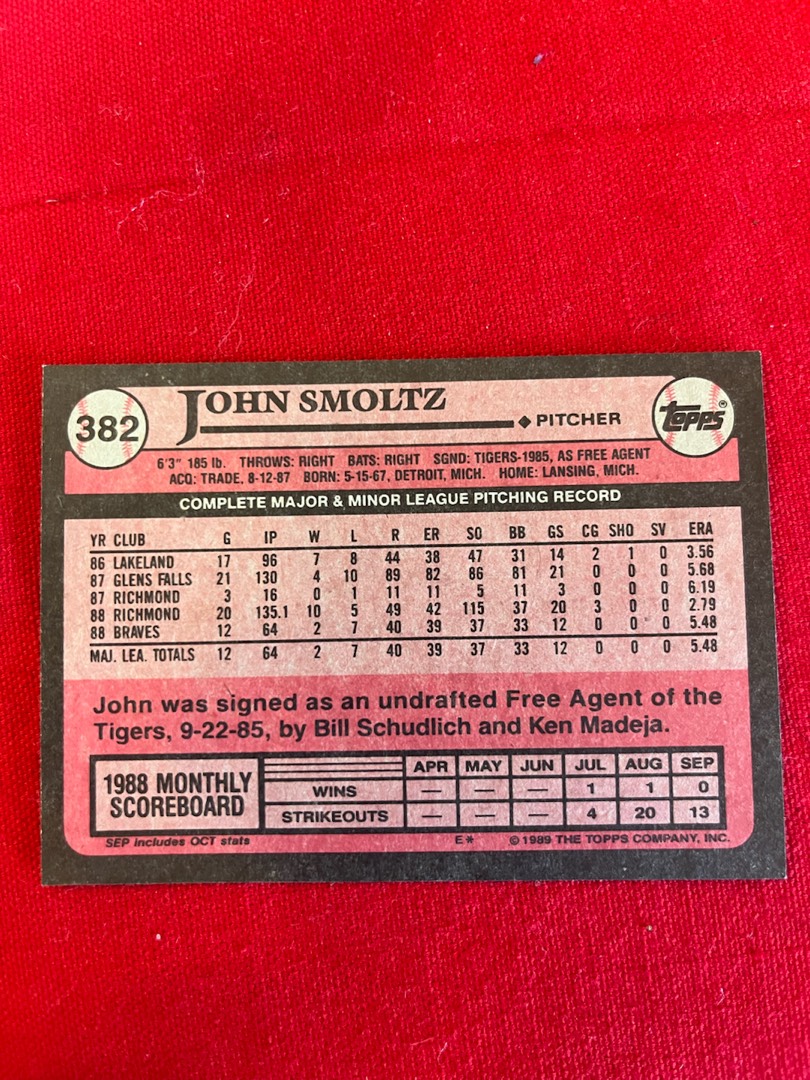 382
JOHN SMOLTZ
◆ PITCHER
TOPPS®
6'3" 185 lb. THROWS: RIGHT BATS: RIGHT SGND: TIGERS-1985, AS FREE AGENT
ACQ: TRADE, 8-12-87 BORN: 5-15-67, DETROIT, MICH. HOME: LANSING, MICH.
COMPLETE MAJOR & MINOR LEAGUE PITCHING RECORD
YR CLUB G IP W L R ER SO BB GS CG SHO SV ERA
86 LAKELAND 17 96 7 8 44 38 47 31 14 2 1 0 3.56
87 GLENS FALLS 21 130 4 10 89 82 86 81 21 0 0 0 5.68
87 RICHMOND 3 16 0 1 11 11 5 11 3 0 0 0 6.19
88 RICHMOND 20 135.1 10 5 49 42 115 37 20 3 0 0 2.79
88 BRAVES 12 64 2 7 40 39 37 33 12 0 0 0 5.48
MAJ. LEA. TOTALS 12 64 2 7 40 39 37 33 12 0 0 0 5.48
John was signed as an undrafted Free Agent of the
Tigers, 9-22-85, by Bill Schudlich and Ken Madeja.
1988 MONTHLY
SCOREBOARD
APR MAY JUN JUL AUG SEP
WINS — — — 1 1 0
STRIKEOUTS — — — 4 20 13
SEP includes OCT stats
E*
© 1989 THE TOPPS COMPANY, INC.